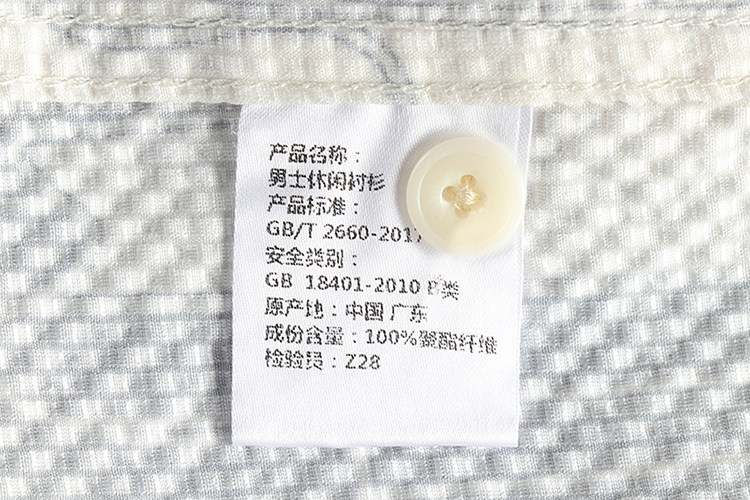 产品名称：
男士休闲衬衫
产品标准：
GB/T 2660-2017
安全类别：
GB 18401-2010 B类
原产地：中国 广东
成份含量：100%聚酯纤维
检验员：Z28